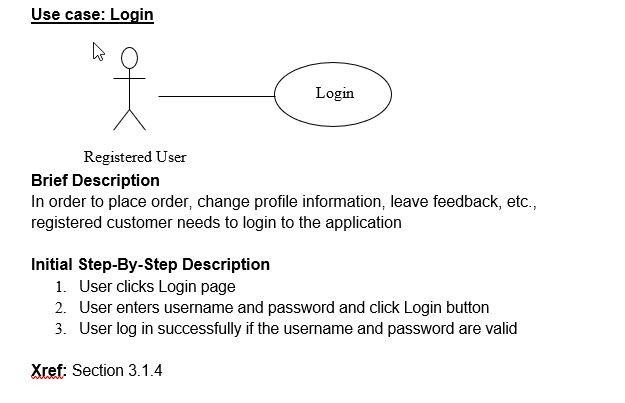 Use case: Login
Login
Registered User
Brief Description
In order to place order, change profile information, leave feedback, etc.,
registered customer needs to login to the application
Initial Step-By-Step Description
1. User clicks Login page
2. User enters username and password and click Login button
3. User log in successfully if the username and password are valid
Xref: Section 3.1.4